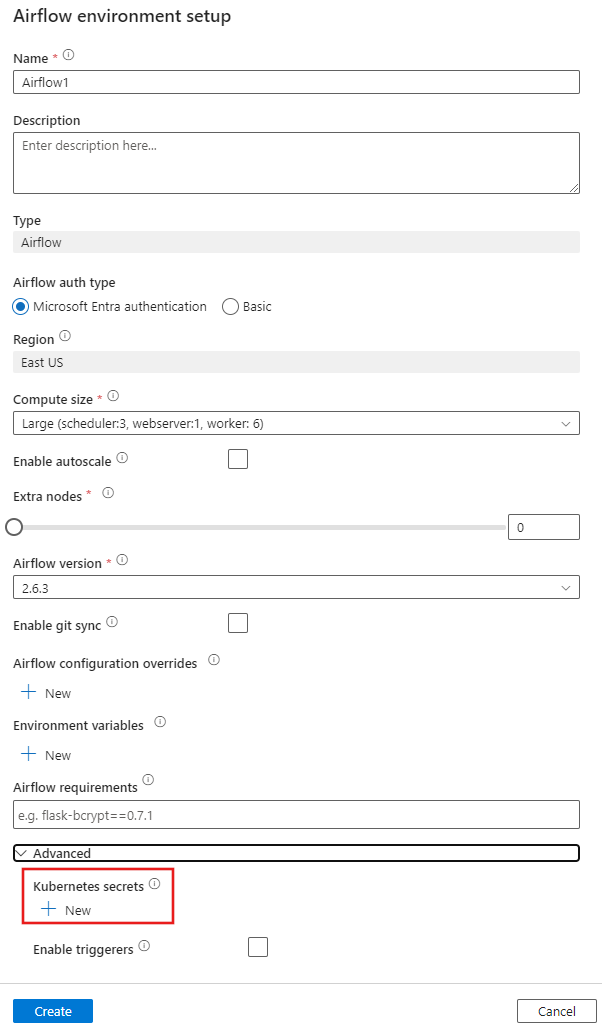 Airflow environment setup
Name *
Airflow1
Description
Enter description here...
Type
Airflow
Airflow auth type
Microsoft Entra authentication Basic
Region
East US
Compute size *
Large (scheduler:3, webserver:1, worker: 6)
Enable autoscale
Extra nodes *
0
Airflow version *
2.6.3
Enable git sync
Airflow configuration overrides
New
Environment variables
New
Airflow requirements
e.g. flask-bcrypt==0.7.1
Advanced
Kubernetes secrets
New
Enable triggerers
Create Cancel